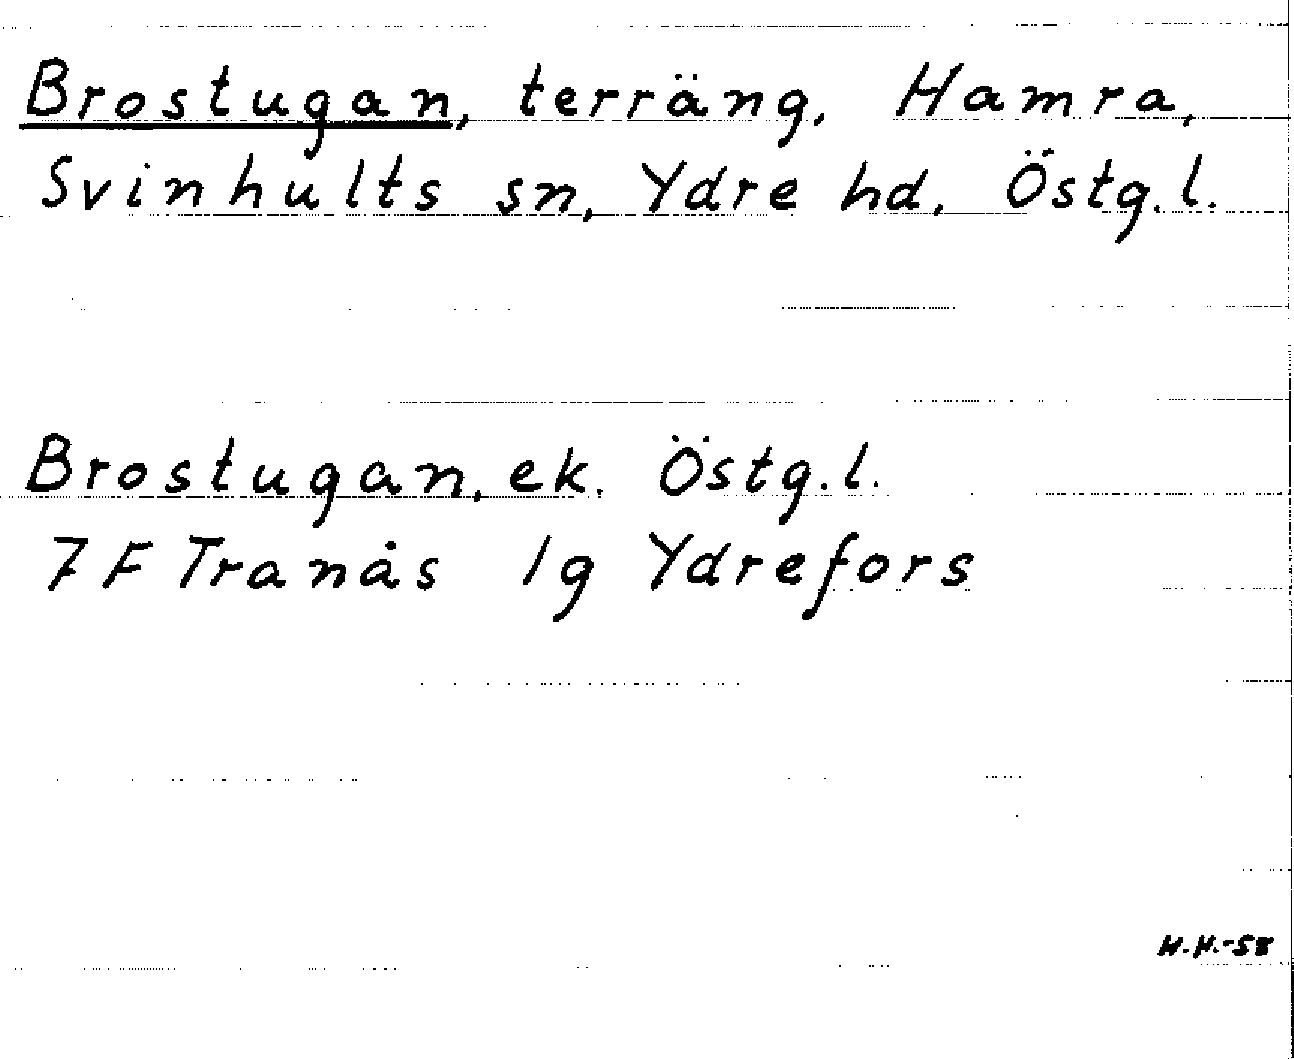 Brostugan, terräng, Hamra,
Svinhults sn, Ydre hd, Östg.l.
Brostugan, ek. Östg.l.
7F Tranås 1g Ydrefors
H.H.-58